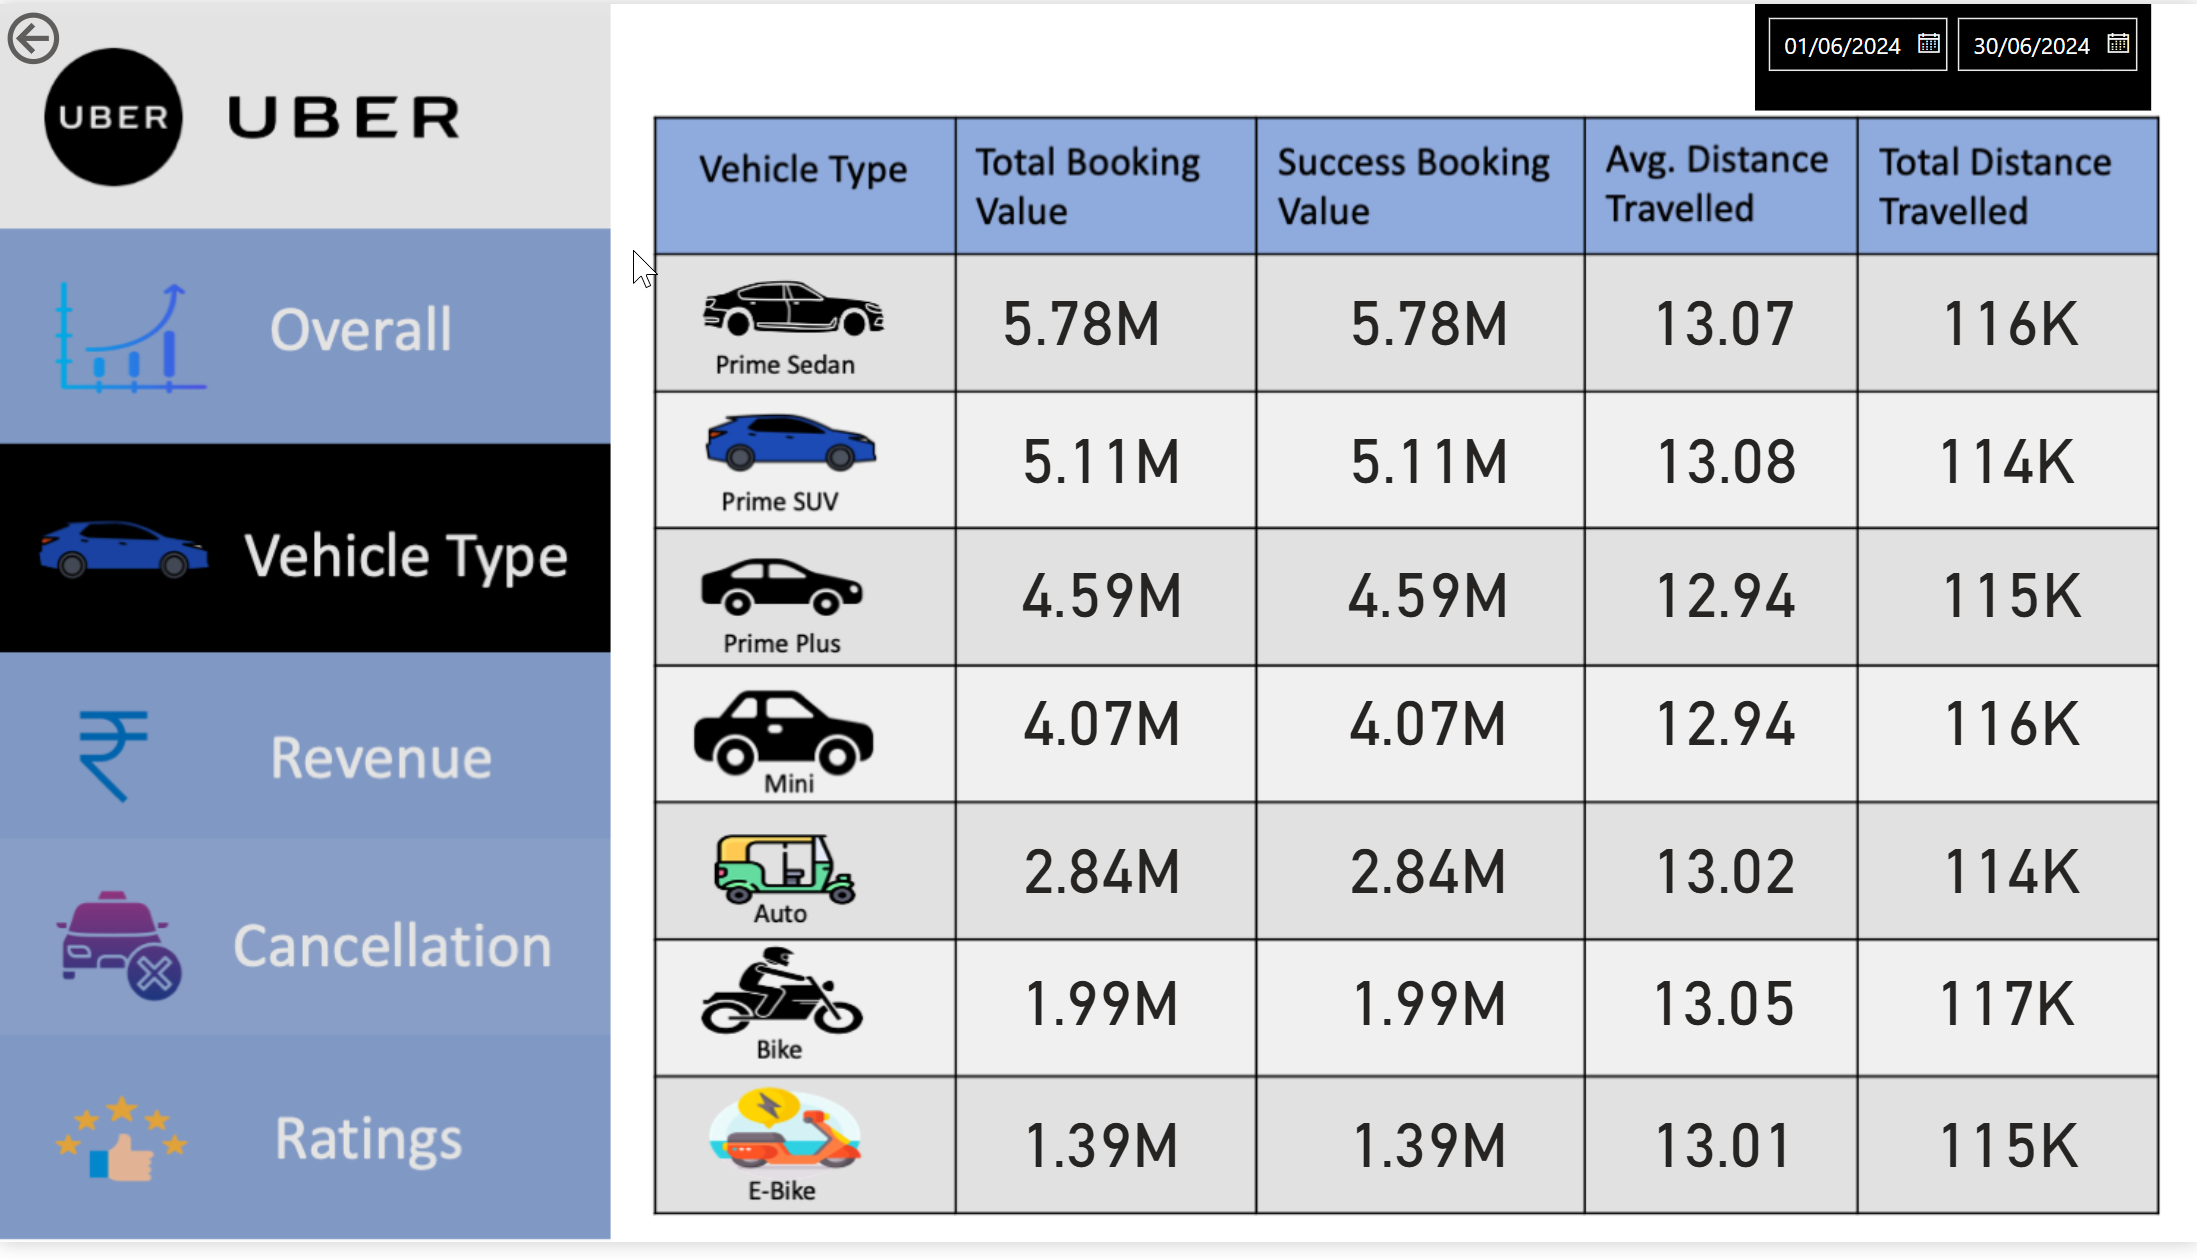 UBER UBER
01/06/2024 30/06/2024
Overall
Vehicle Type
Revenue
Cancellation
Ratings
Vehicle Type Total Booking Value Success Booking Value Avg. Distance Travelled Total Distance Travelled
Prime Sedan 5.78M 5.78M 13.07 116K
Prime SUV 5.11M 5.11M 13.08 114K
Prime Plus 4.59M 4.59M 12.94 115K
Mini 4.07M 4.07M 12.94 116K
Auto 2.84M 2.84M 13.02 114K
Bike 1.99M 1.99M 13.05 117K
E-Bike 1.39M 1.39M 13.01 115K